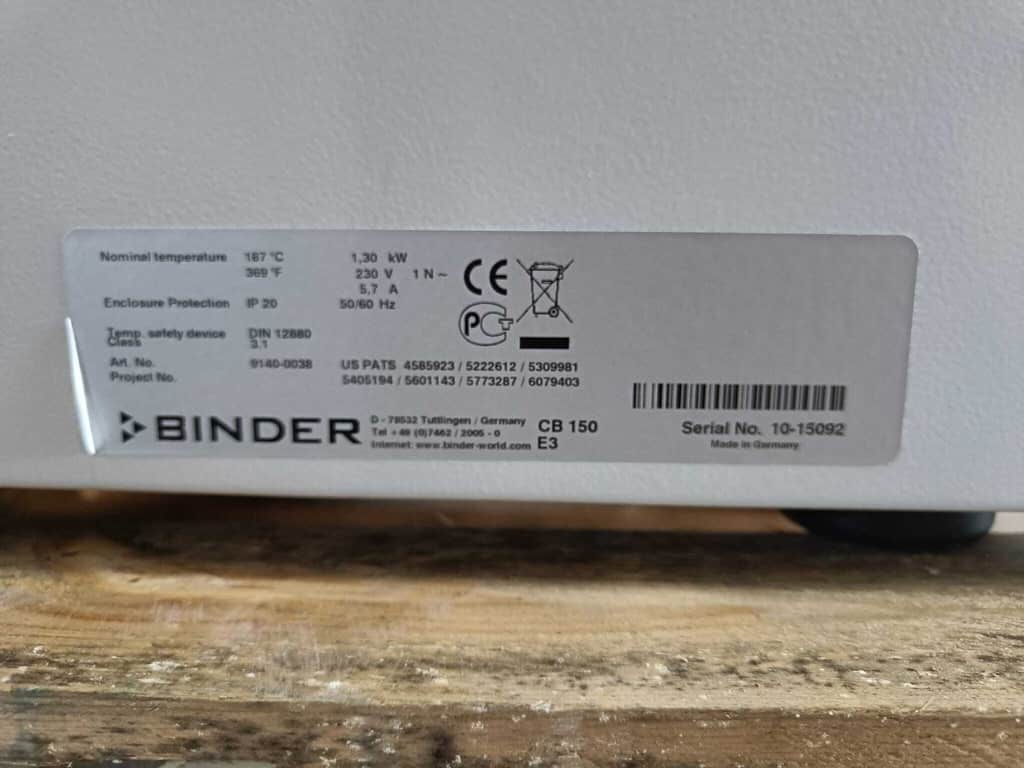 Nominal temperature 187 °C
369 °F
1,30 kW
230 V 1 N ~
5,7 A
Enclosure Protection IP 20
50/60 Hz
CE
PCT
Temp. safety device DIN 12880
Class 3.1
Art. No. 9140-0038
Project No.
US PATS 4585923 / 5222612 / 5309981
5405194 / 5601143 / 5773287 / 6079403
BINDER
D - 78532 Tuttlingen / Germany
Tel + 49 (0)7462 / 2005 - 0
Internet: www.binder-world.com
CB 150
E3
Serial No. 10-15092
Made in Germany